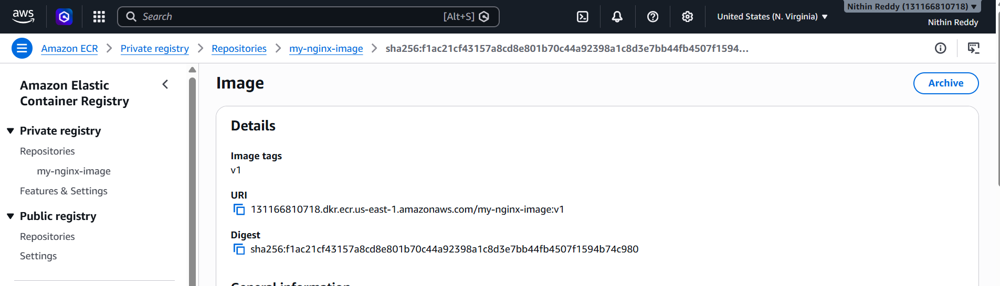 aws
Search [Alt+S]
United States (N. Virginia)
Nithin Reddy (131166810718)
Nithin Reddy
Amazon ECR
Private registry
Repositories
my-nginx-image
sha256:f1ac21cf43157a8cd8e801b70c44a92398a1c8d3e7bb44fb4507f1594...
Amazon Elastic
Container Registry
Private registry
Repositories
my-nginx-image
Features & Settings
Public registry
Repositories
Settings
Image
Archive
Details
Image tags
v1
URI
131166810718.dkr.ecr.us-east-1.amazonaws.com/my-nginx-image:v1
Digest
sha256:f1ac21cf43157a8cd8e801b70c44a92398a1c8d3e7bb44fb4507f1594b74c980
General information